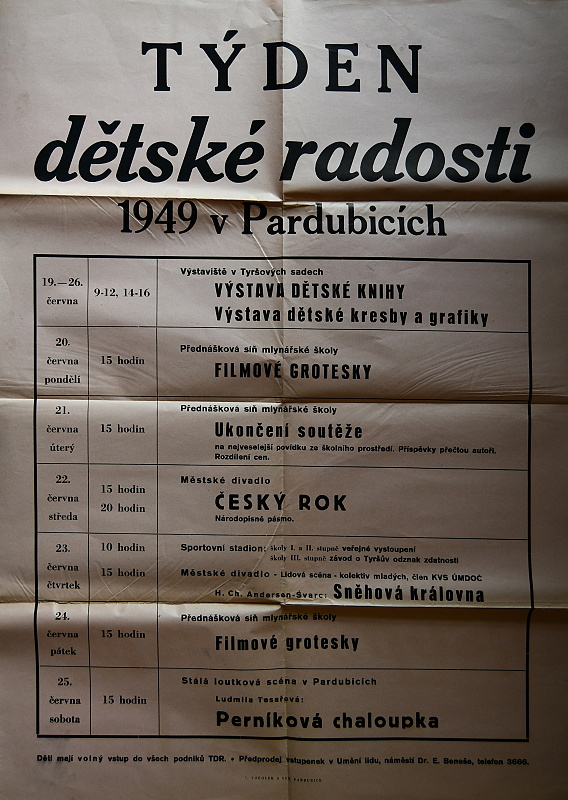 TÝDEN
dětské radosti
1949 v Pardubicích
19.—26. června
9-12, 14-16
Výstaviště v Tyršových sadech
VÝSTAVA DĚTSKÉ KNIHY
Výstava dětské kresby a grafiky
20. června pondělí
15 hodin
Přednášková síň mlynářské školy
FILMOVÉ GROTESKY
21. června úterý
15 hodin
Přednášková síň mlynářské školy
Ukončení soutěže
na nejveselejší povídku ze školního prostředí. Příspěvky přečtou autoři.
Rozdílení cen.
22. června středa
15 hodin
20 hodin
Městské divadlo
ČESKÝ ROK
Národopisné pásmo.
23. června čtvrtek
10 hodin
Sportovní stadion: školy I. a II. stupně veřejné vystoupení
školy III. stupně závod o Tyršův odznak zdatnosti
15 hodin
Městské divadlo - Lidová scéna - kolektiv mladých, člen KVS ÚMDOČ
H. Ch. Andersen-Švarc: Sněhová královna
24. června pátek
15 hodin
Přednášková síň mlynářské školy
Filmové grotesky
25. června sobota
15 hodin
Stálá loutková scéna v Pardubicích
Ludmila Tesařová:
Perníková chaloupka
Děti mají volný vstup do všech podniků TDR. • Předprodej vstupenek v Umění lidu, náměstí Dr. E. Beneše, telefon 3666.